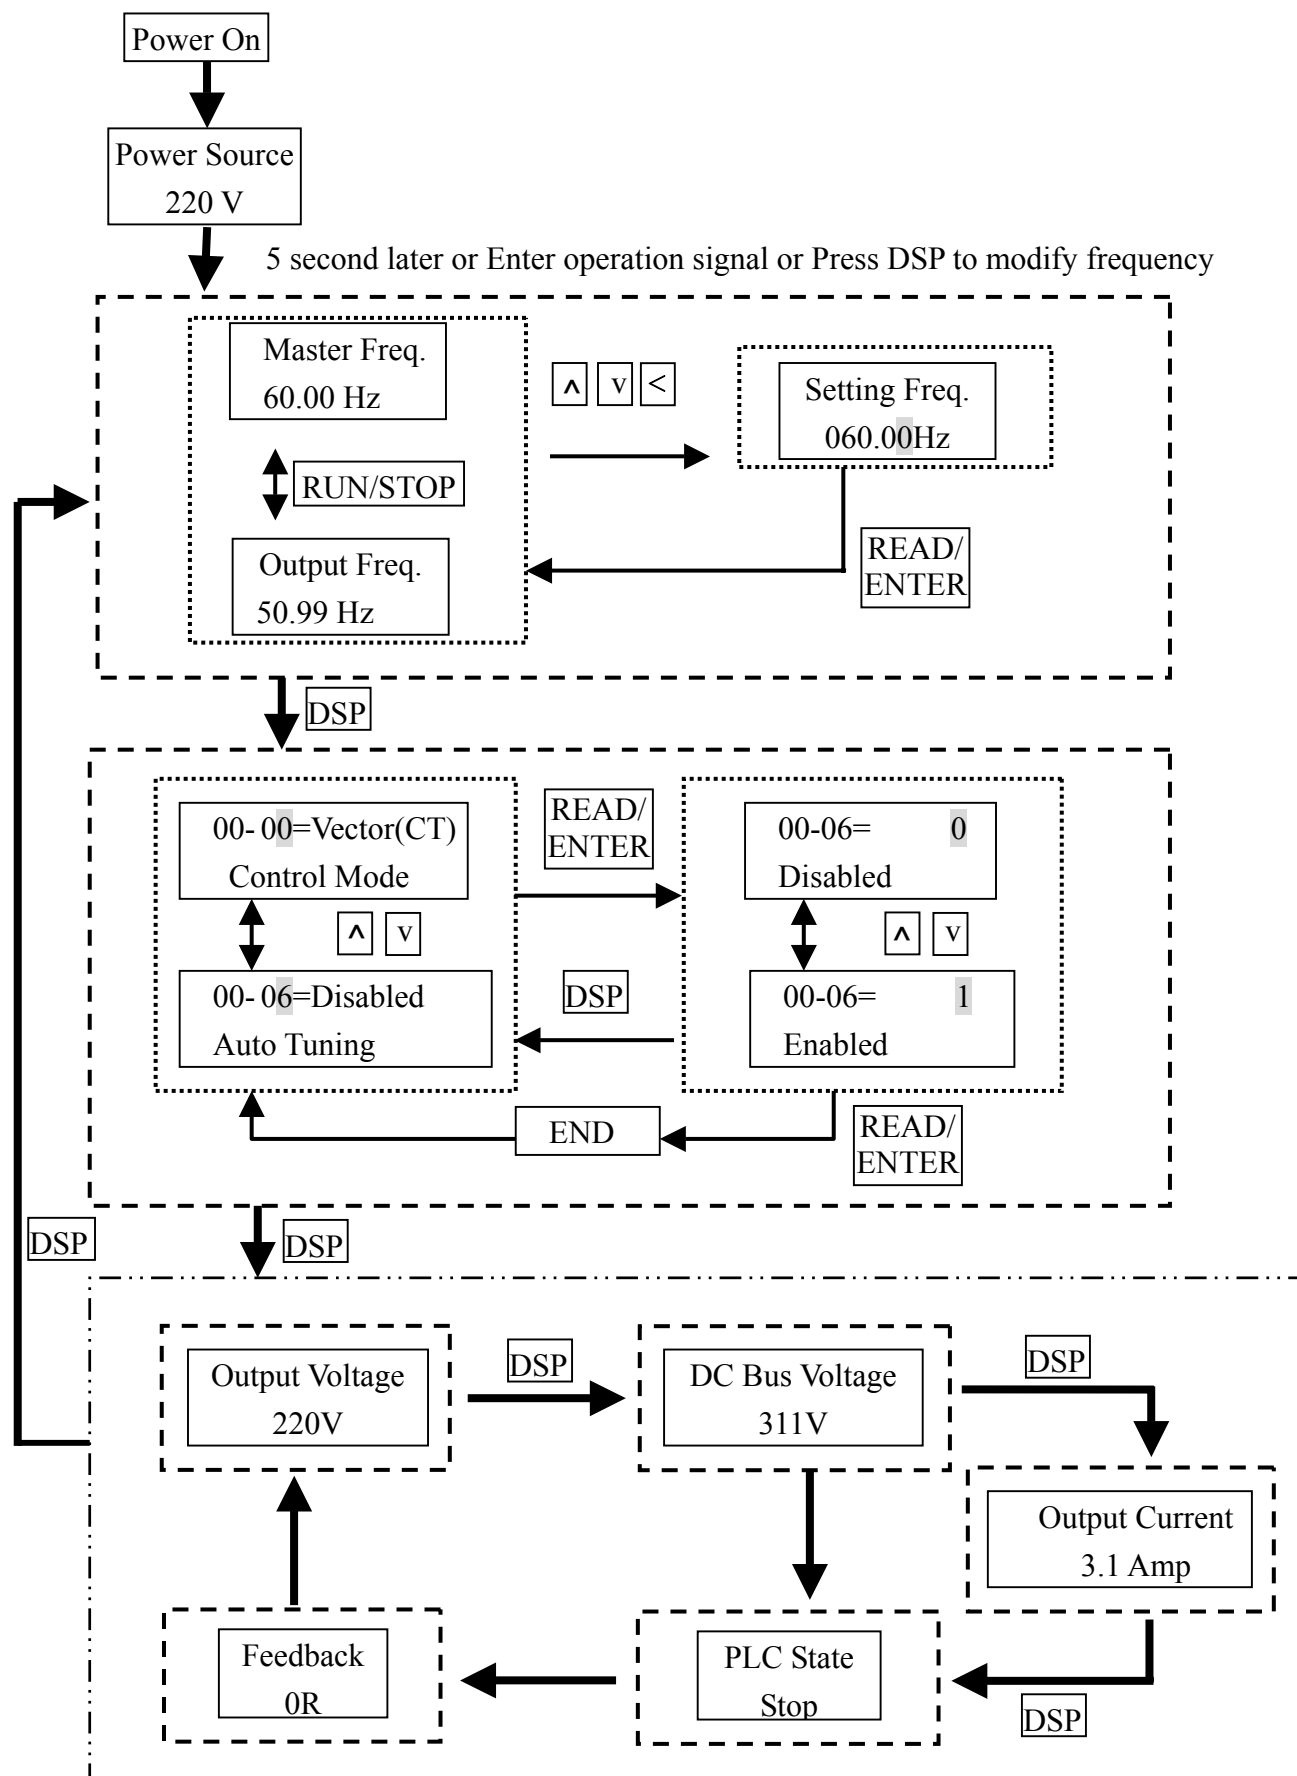 Power On
Power Source
220 V
5 second later or Enter operation signal or Press DSP to modify frequency
Master Freq.
60.00 Hz
^ v <
Setting Freq.
060.00Hz
RUN/STOP
READ/
ENTER
Output Freq.
50.99 Hz
DSP
00-00=Vector(CT)
Control Mode
READ/
ENTER
00-06= 0
Disabled
^ v
^ v
00-06=Disabled
Auto Tuning
DSP
00-06= 1
Enabled
END
READ/
ENTER
DSP
DSP
Output Voltage
220V
DSP
DC Bus Voltage
311V
DSP
Output Current
3.1 Amp
Feedback
0R
PLC State
Stop
DSP